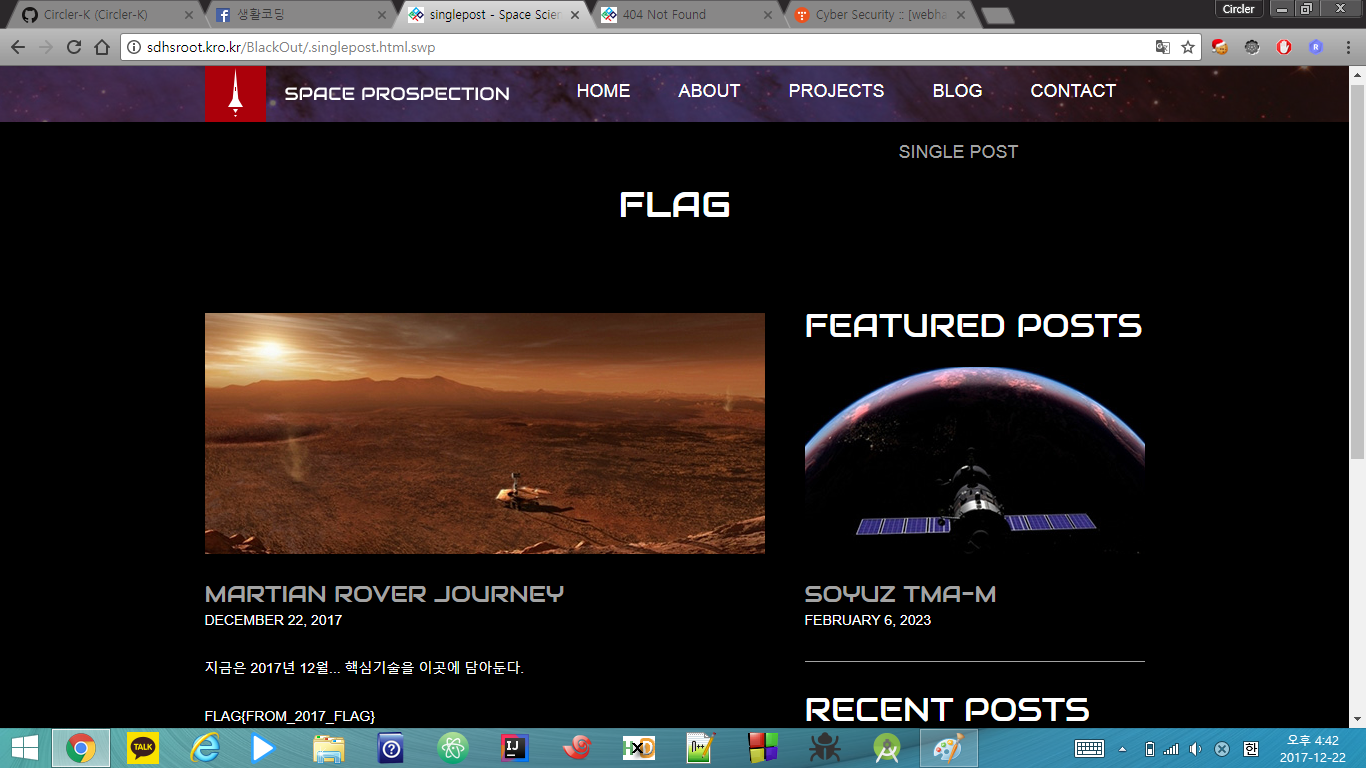 Circler-K (Circler-K)
생활코딩
singlepost - Space Scien
404 Not Found
Cyber Security :: [webha
Circler
sdhsroot.kro.kr/BlackOut/.singlepost.html.swp
SPACE PROSPECTION
HOME
ABOUT
PROJECTS
BLOG
CONTACT
SINGLE POST
FLAG
FEATURED POSTS
MARTIAN ROVER JOURNEY
DECEMBER 22, 2017
지금은 2017년 12월... 핵심기술을 이곳에 담아둔다.
FLAG{FROM_2017_FLAG}
SOYUZ TMA-M
FEBRUARY 6, 2023
RECENT POSTS
TALK
IJ
HXD
한
오후 4:42
2017-12-22